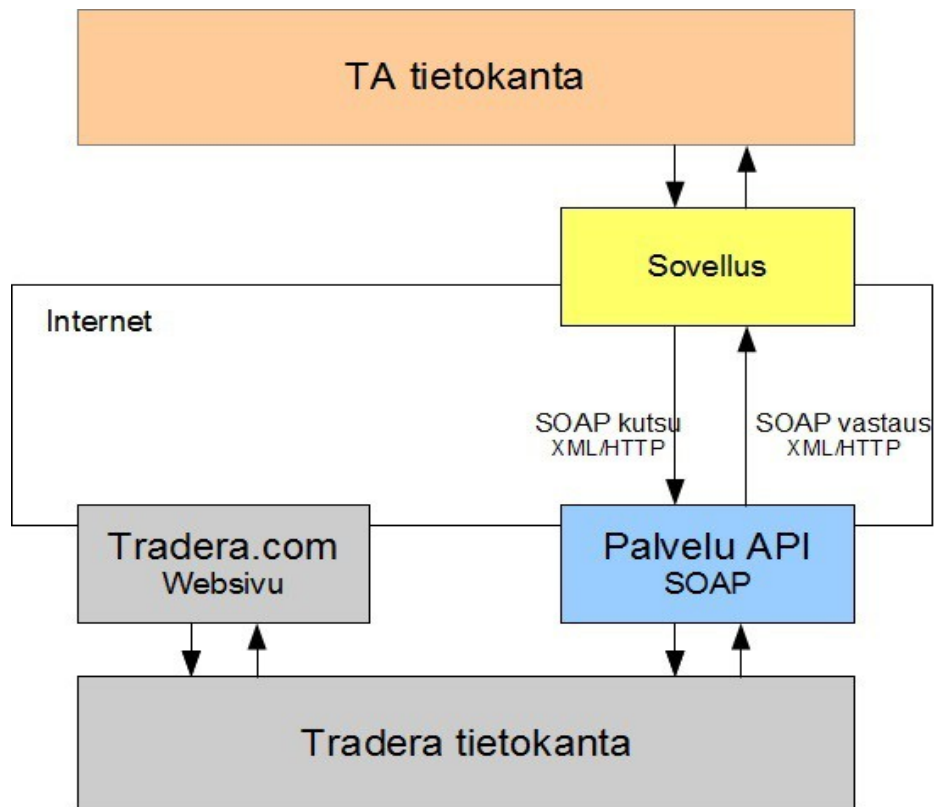 TA tietokanta
Sovellus
Internet
SOAP kutsu
XML/HTTP
SOAP vastaus
XML/HTTP
Tradera.com
Websivu
Palvelu API
SOAP
Tradera tietokanta